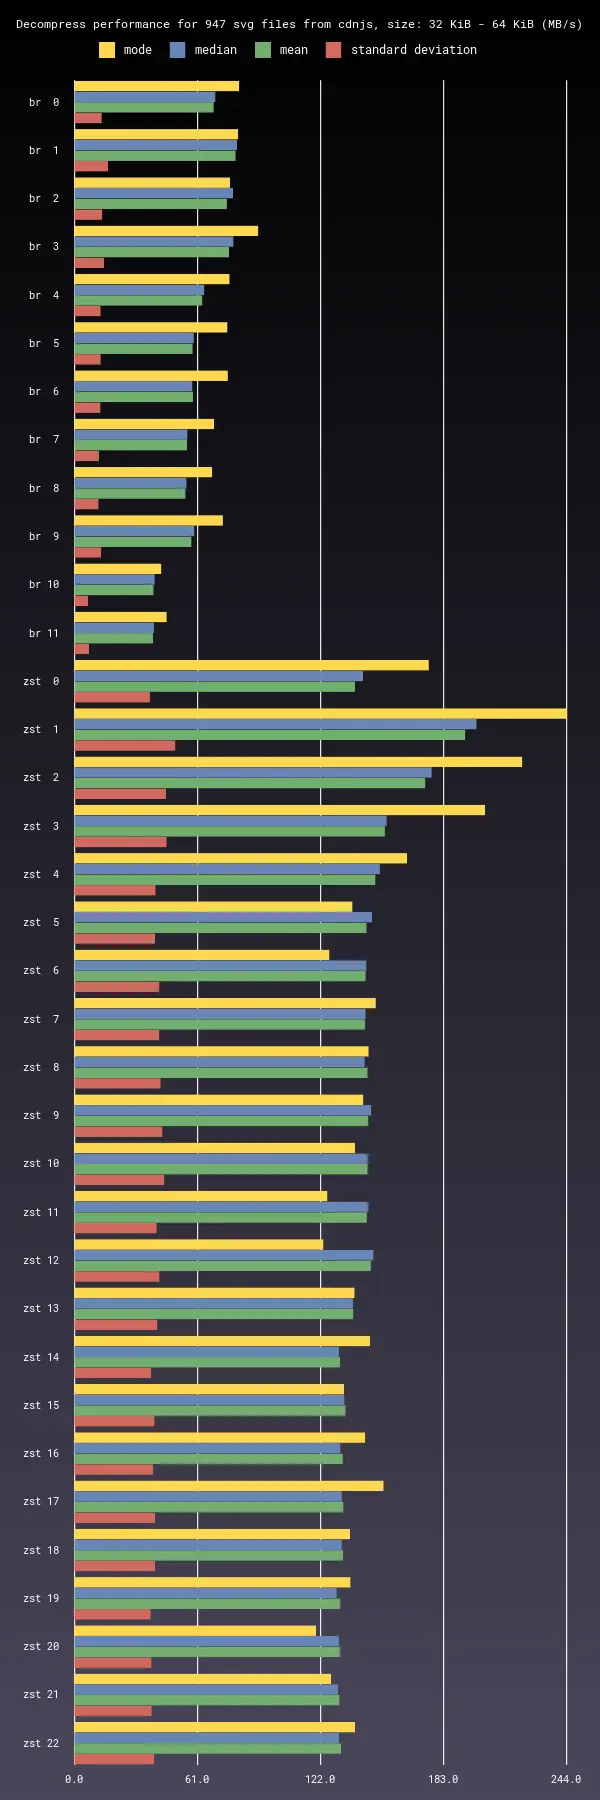 Decompress performance for 947 svg files from cdnjs, size: 32 KiB - 64 KiB (MB/s)
mode median mean standard deviation
br 0
br 1
br 2
br 3
br 4
br 5
br 6
br 7
br 8
br 9
br 10
br 11
zst 0
zst 1
zst 2
zst 3
zst 4
zst 5
zst 6
zst 7
zst 8
zst 9
zst 10
zst 11
zst 12
zst 13
zst 14
zst 15
zst 16
zst 17
zst 18
zst 19
zst 20
zst 21
zst 22
0.0 61.0 122.0 183.0 244.0